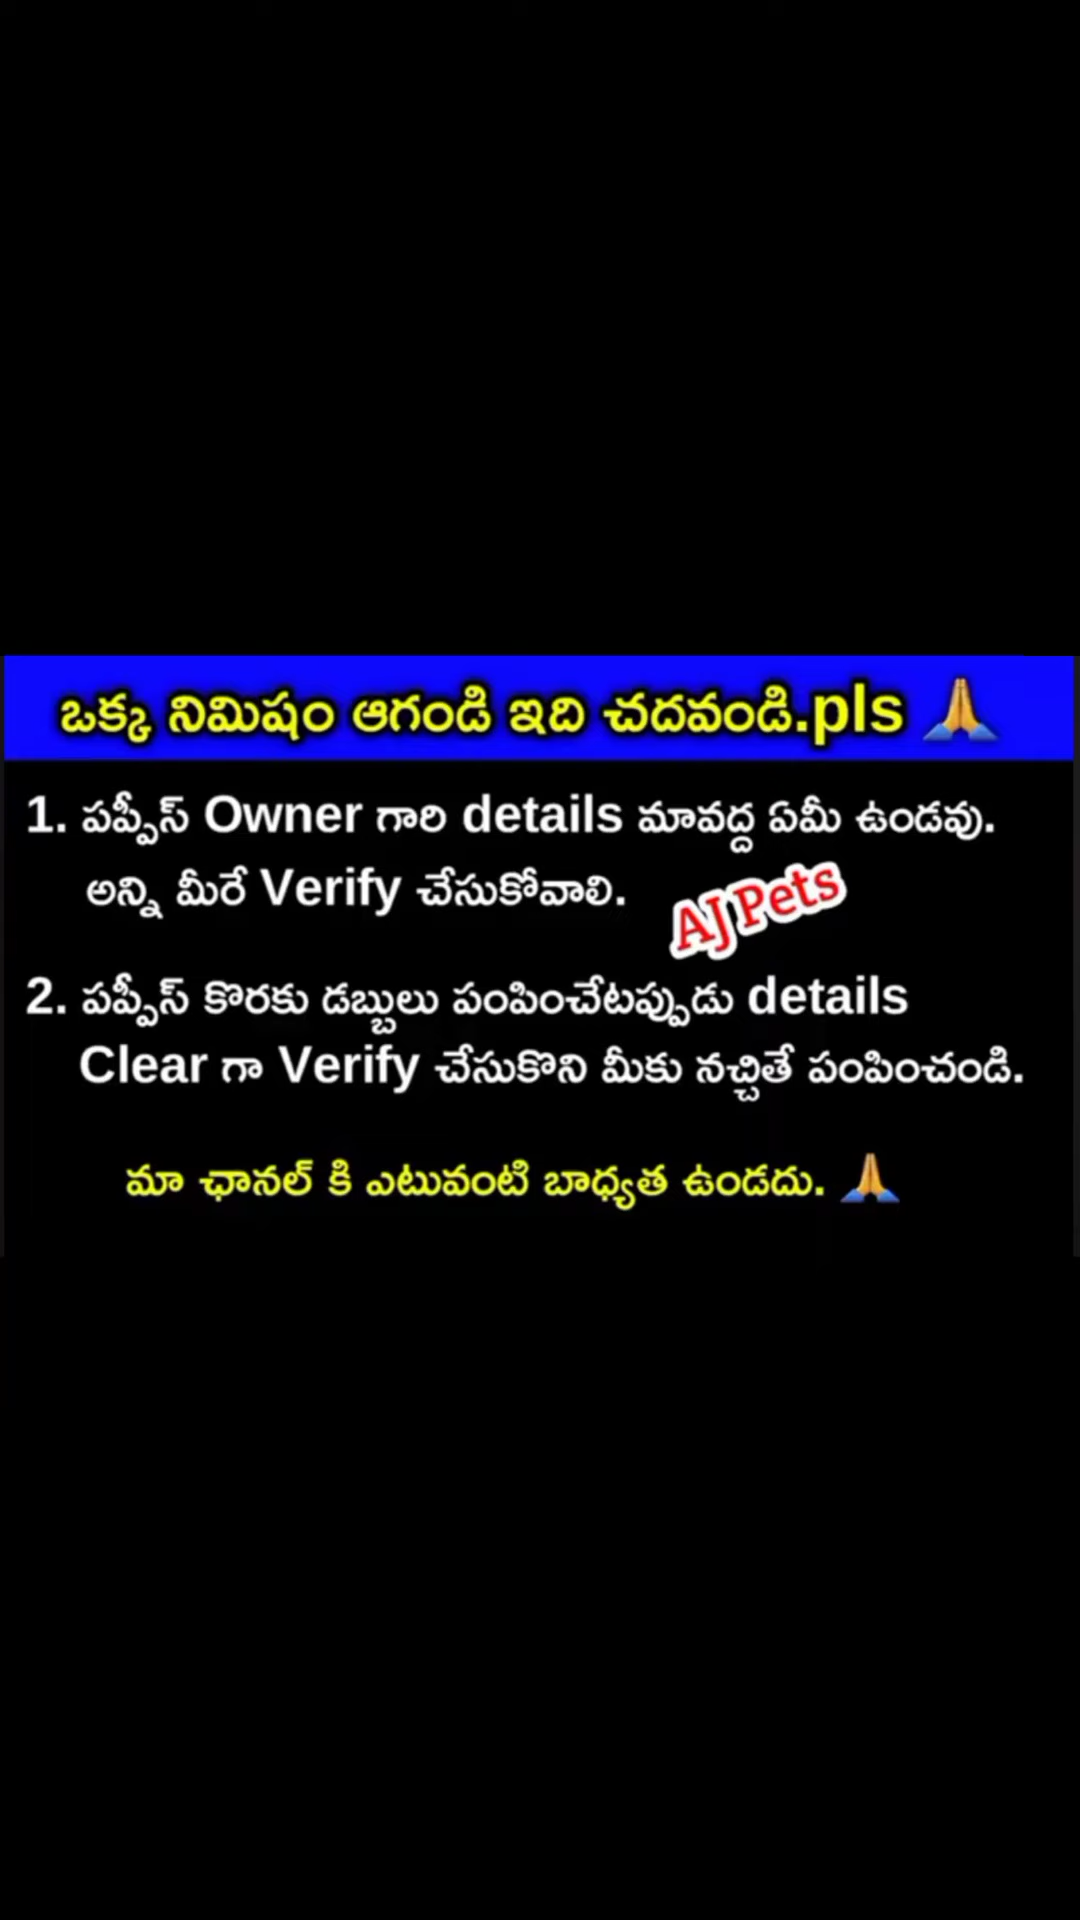 ఒక్క నిమిషం ఆగండి ఇది చదవండి.pls 🙏
1. పప్పీస్ Owner గారి details మావద్ద ఏమీ ఉండవు.
అన్ని మీరే Verify చేసుకోవాలి.
AJ Pets
2. పప్పీస్ కొరకు డబ్బులు పంపించేటప్పుడు details
Clear గా Verify చేసుకొని మీకు నచ్చితే పంపించండి.
మా ఛానల్ కి ఎటువంటి బాధ్యత ఉండదు. 🙏